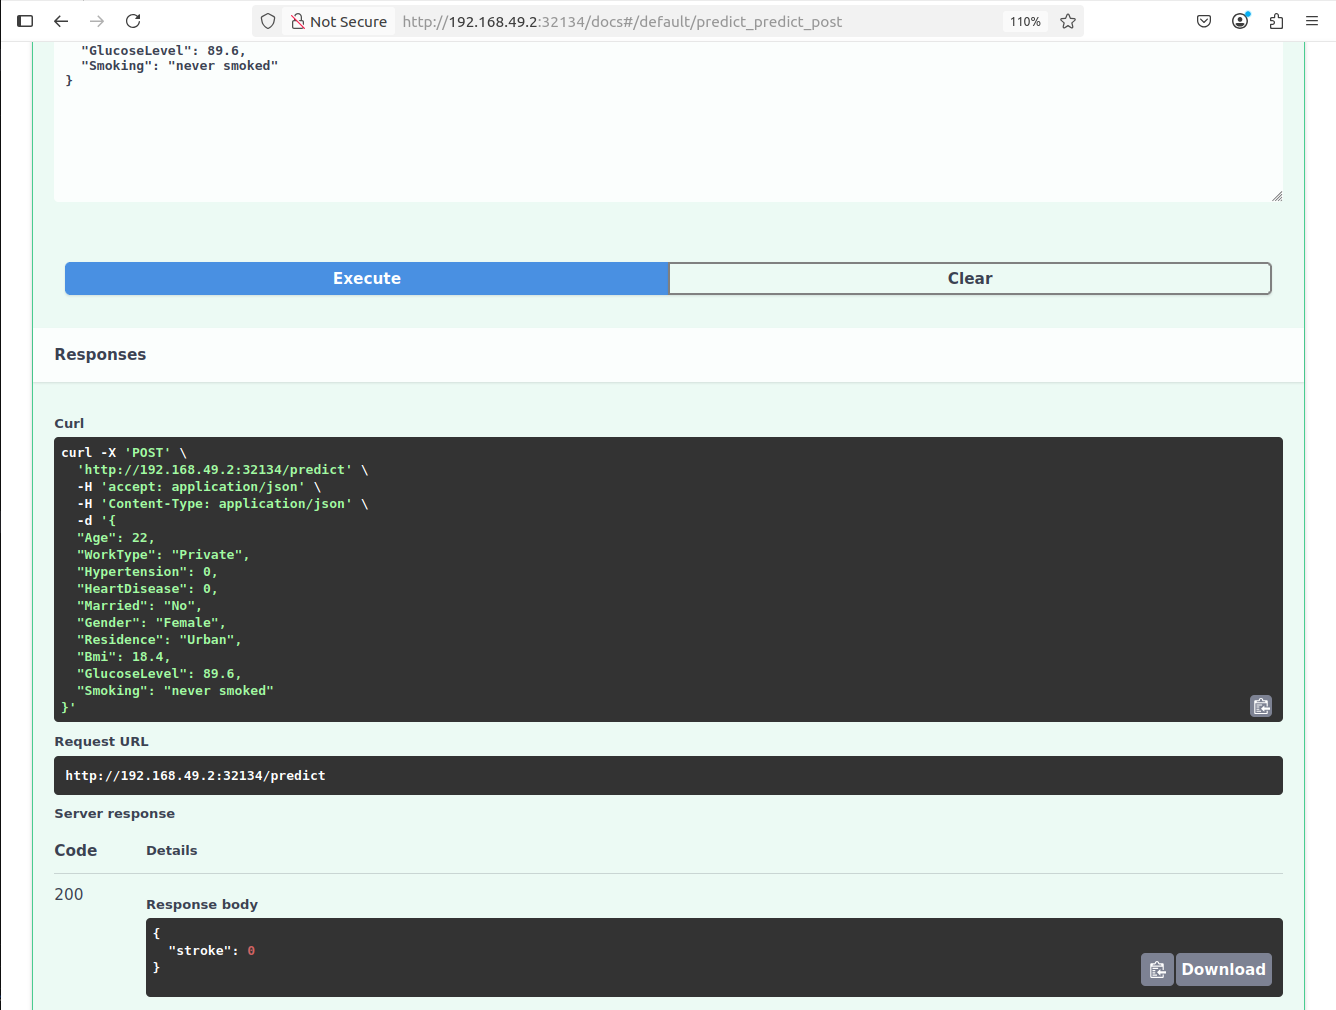 Not Secure http://192.168.49.2:32134/docs#/default/predict_predict_post 110%
"GlucoseLevel": 89.6,
"Smoking": "never smoked"
}
Execute Clear
Responses
Curl
curl -X 'POST' \
'http://192.168.49.2:32134/predict' \
-H 'accept: application/json' \
-H 'Content-Type: application/json' \
-d '{
"Age": 22,
"WorkType": "Private",
"Hypertension": 0,
"HeartDisease": 0,
"Married": "No",
"Gender": "Female",
"Residence": "Urban",
"Bmi": 18.4,
"GlucoseLevel": 89.6,
"Smoking": "never smoked"
}'
Request URL
http://192.168.49.2:32134/predict
Server response
Code Details
200
Response body
{
"stroke": 0
}
Download